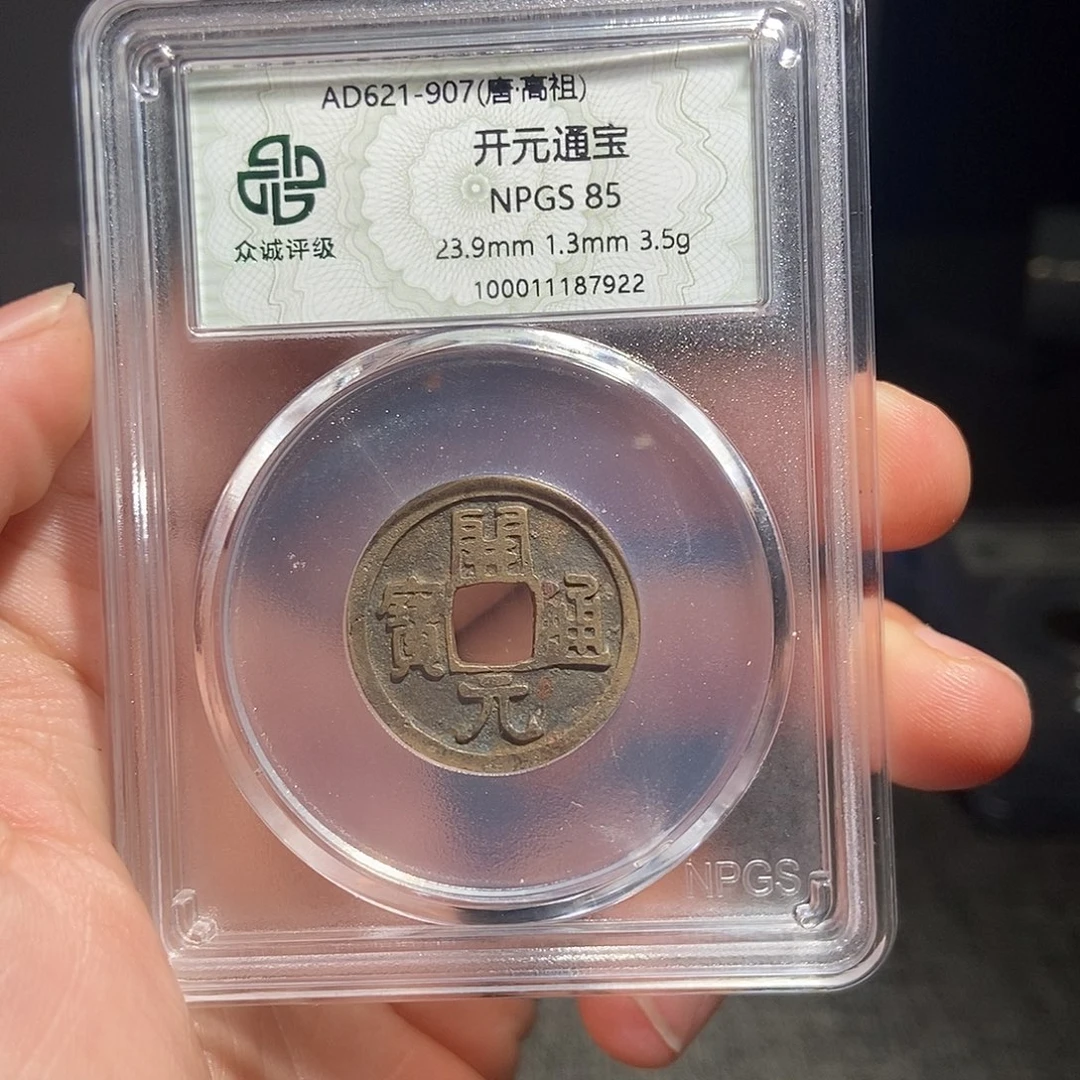 AD621-907(唐·高祖)
开元通宝
NPGS 85
23.9mm 1.3mm 3.5g
100011187922
众诚评级
開
元
通
寳
NPGS